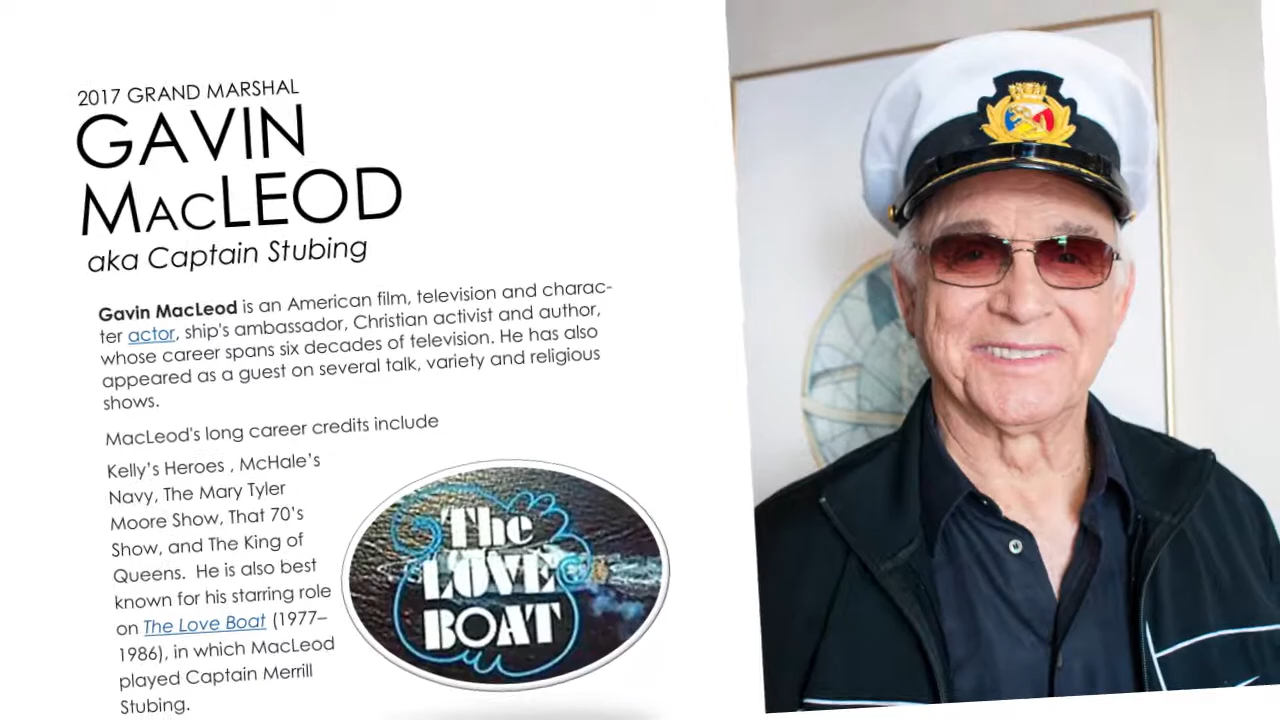 2017 GRAND MARSHAL
GAVIN
MACLEOD
aka Captain Stubing
Gavin MacLeod is an American film, television and charac-
ter actor, ship's ambassador, Christian activist and author,
whose career spans six decades of television. He has also
appeared as a guest on several talk, variety and religious
shows.
MacLeod's long career credits include
Kelly's Heroes , McHale's
Navy, The Mary Tyler
Moore Show, That 70's
Show, and The King of
Queens. He is also best
known for his starring role
on The Love Boat (1977–
1986), in which MacLeod
played Captain Merrill
Stubing.
The
LOVE
BOAT